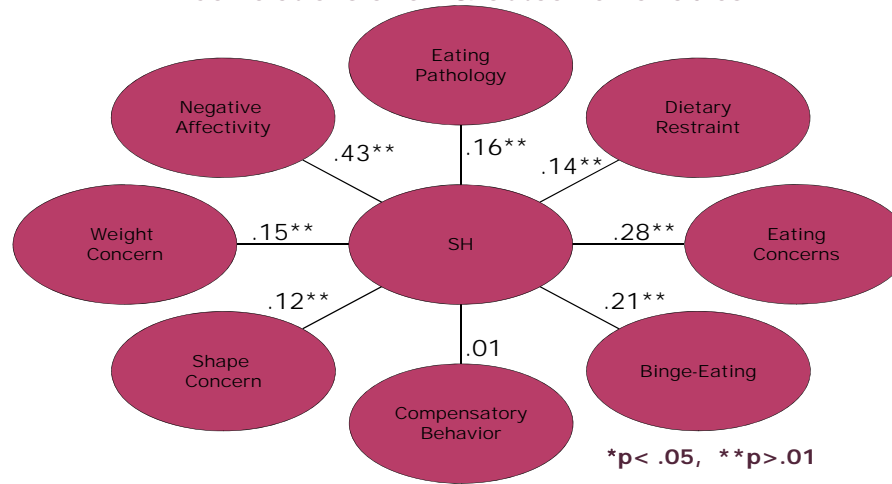 Eating
Pathology
Negative
Affectivity
Dietary
Restraint
.43**
.16**
.14**
Weight
Concern
.15**
SH
.28**
Eating
Concerns
.12**
.21**
.01
Shape
Concern
Binge-Eating
Compensatory
Behavior
*p< .05, **p>.01